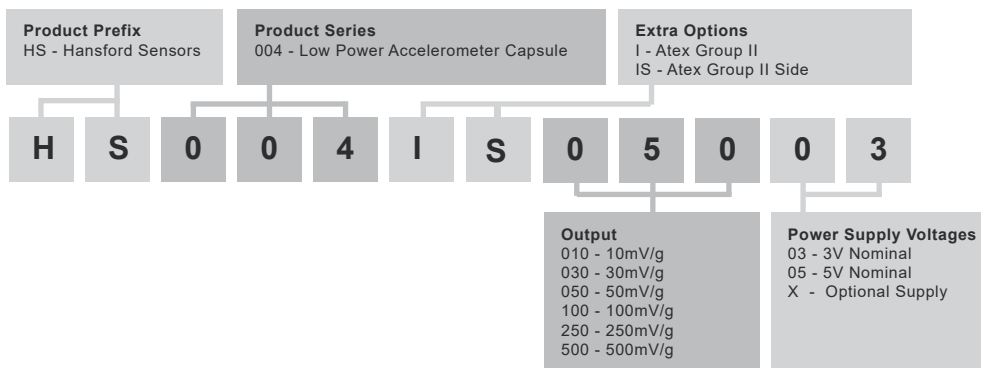 Product Prefix
HS - Hansford Sensors
Product Series
004 - Low Power Accelerometer Capsule
Extra Options
I - Atex Group II
IS - Atex Group II Side
H S 0 0 4 I S 0 5 0 0 3
Output
010 - 10mV/g
030 - 30mV/g
050 - 50mV/g
100 - 100mV/g
250 - 250mV/g
500 - 500mV/g
Power Supply Voltages
03 - 3V Nominal
05 - 5V Nominal
X - Optional Supply